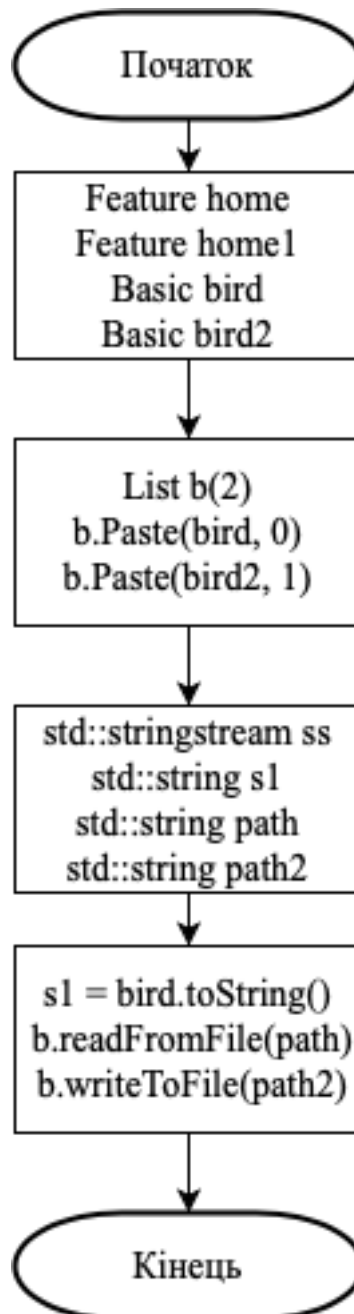 Початок
Feature home
Feature home1
Basic bird
Basic bird2
List b(2)
b.Paste(bird, 0)
b.Paste(bird2, 1)
std::stringstream ss
std::string s1
std::string path
std::string path2
s1 = bird.toString()
b.readFromFile(path)
b.writeToFile(path2)
Кінець